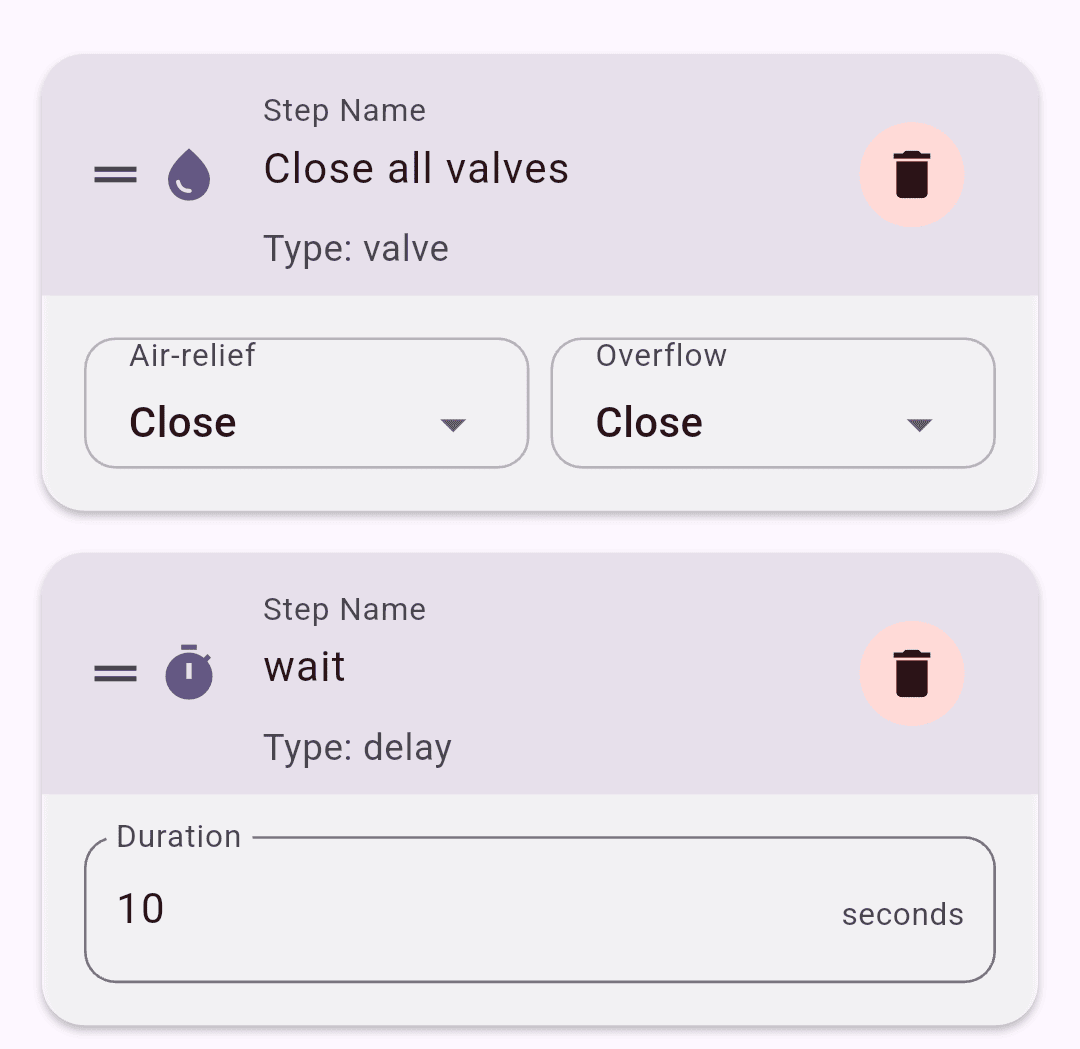 Step Name
Close all valves
Type: valve
Air-relief
Overflow
Close
Close
Step Name
wait
Type: delay
Duration
10
seconds